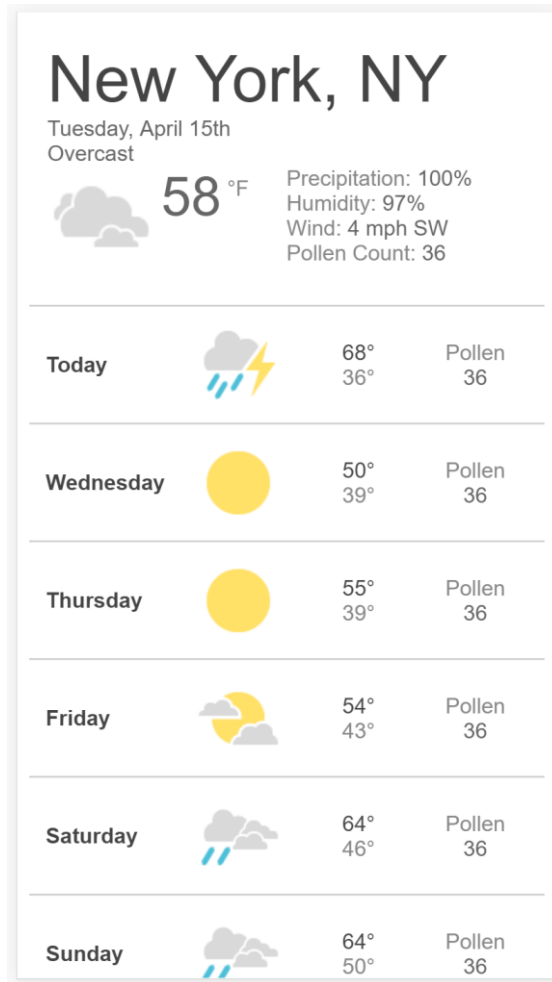 New York, NY
Tuesday, April 15th
Overcast
58 °F
Precipitation: 100%
Humidity: 97%
Wind: 4 mph SW
Pollen Count: 36
Today
68°
36°
Pollen
36
Wednesday
50°
39°
Pollen
36
Thursday
55°
39°
Pollen
36
Friday
54°
43°
Pollen
36
Saturday
64°
46°
Pollen
36
Sunday
64°
50°
Pollen
36